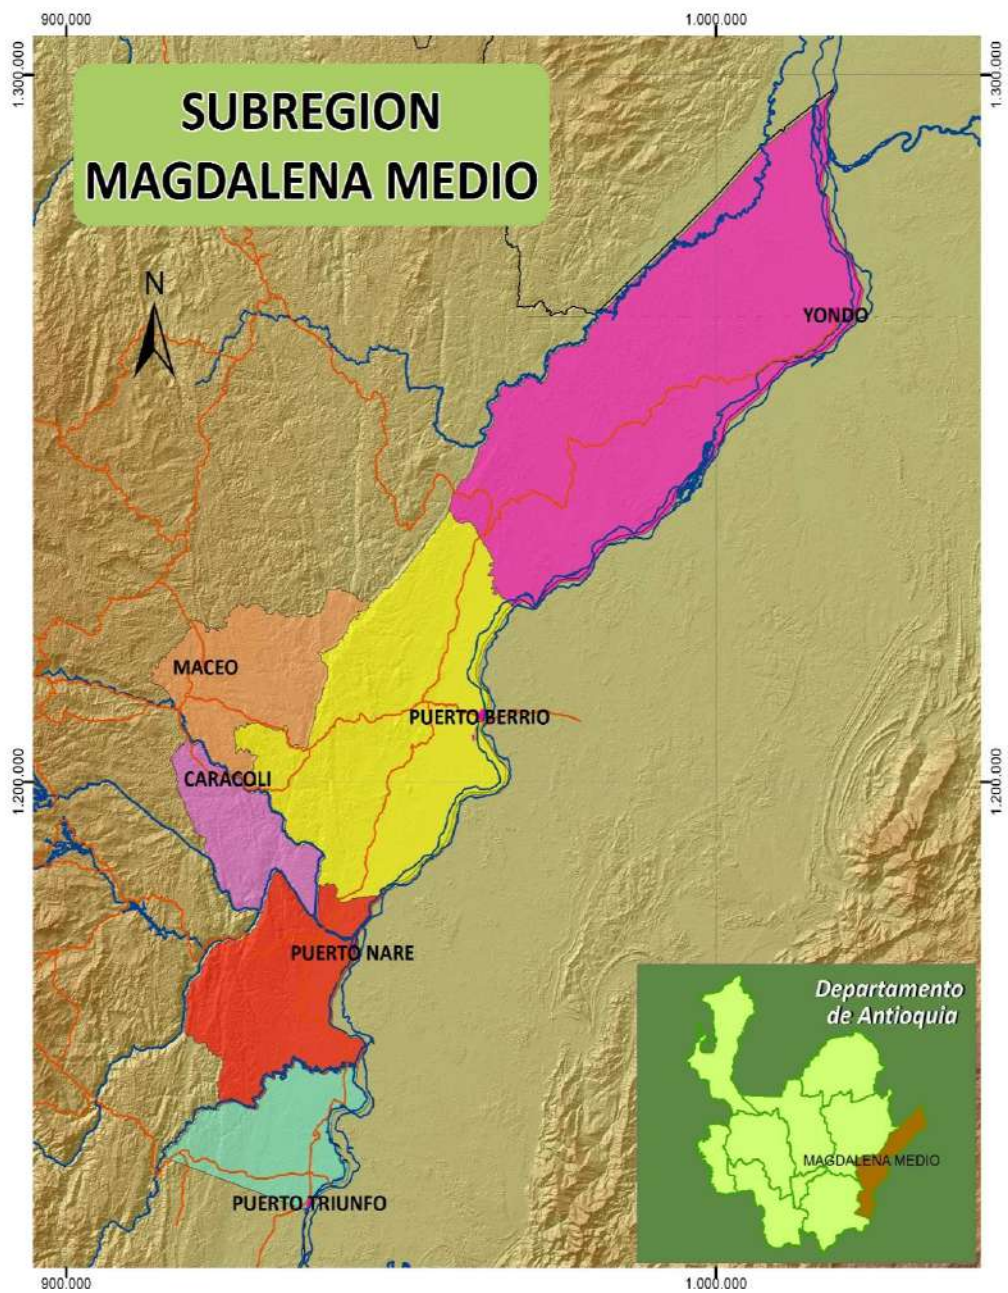 900.000
1.000.000
1.300.000
1.300.000
SUBREGION
MAGDALENA MEDIO
N
YONDO
MACEO
PUERTO BERRIO
CARACOLI
1.200.000
1.200.000
PUERTO NARE
Departamento
de Antioquia
MAGDALENA MEDIO
PUERTO TRIUNFO
900.000
1.000.000